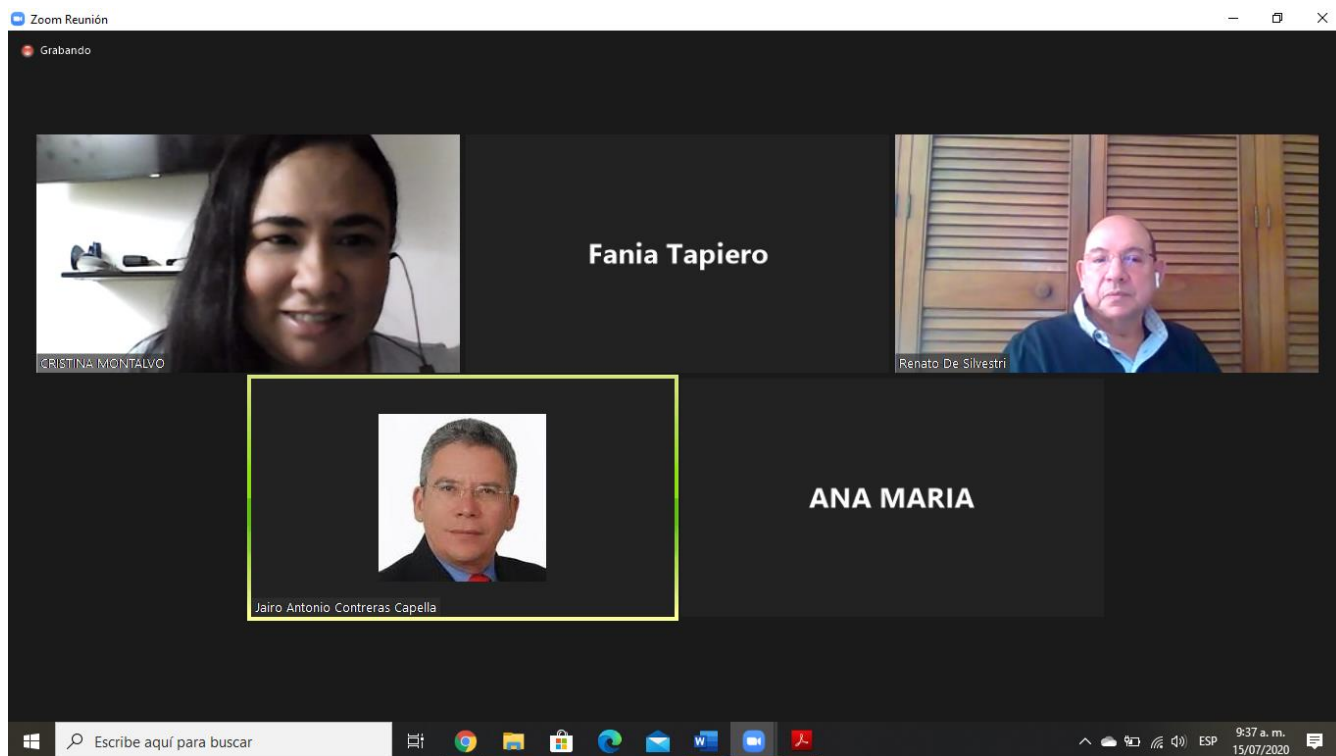 Zoom Reunión
Grabando
CRISTINA MONTALVO
Fania Tapiero
Renato De Silvestri
Jairo Antonio Contreras Capella
ANA MARIA
Escribe aquí para buscar
ESP
9:37 a. m.
15/07/2020